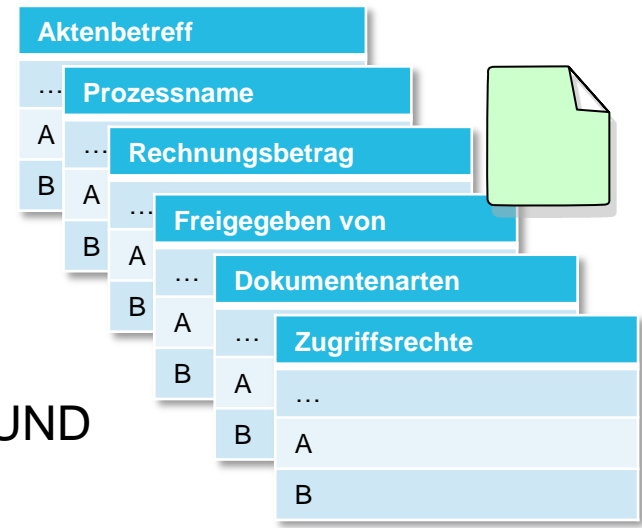 Aktenbetreff
…
A
B
Prozessname
…
A
B
Rechnungsbetrag
…
A
B
Freigegeben von
…
A
B
Dokumentenarten
…
A
B
Zugriffsrechte
…
A
B
UND